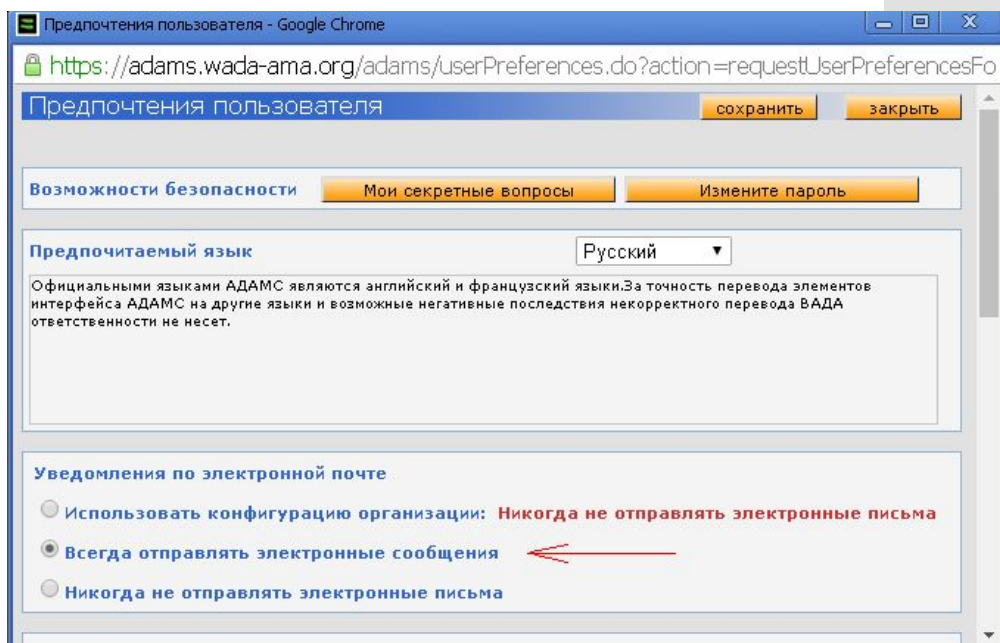 Предпочтения пользователя - Google Chrome
https://adams.wada-ama.org/adams/userPreferences.do?action=requestUserPreferencesFo
Предпочтения пользователя
сохранить
закрыть
Возможности безопасности
Мои секретные вопросы
Измените пароль
Предпочитаемый язык
Русский
Официальными языками АДАМС являются английский и французский языки.За точность перевода элементов
интерфейса АДАМС на другие языки и возможные негативные последствия некорректного перевода ВАДА
ответственности не несет.
Уведомления по электронной почте
Использовать конфигурацию организации: Никогда не отправлять электронные письма
Всегда отправлять электронные сообщения
Никогда не отправлять электронные письма